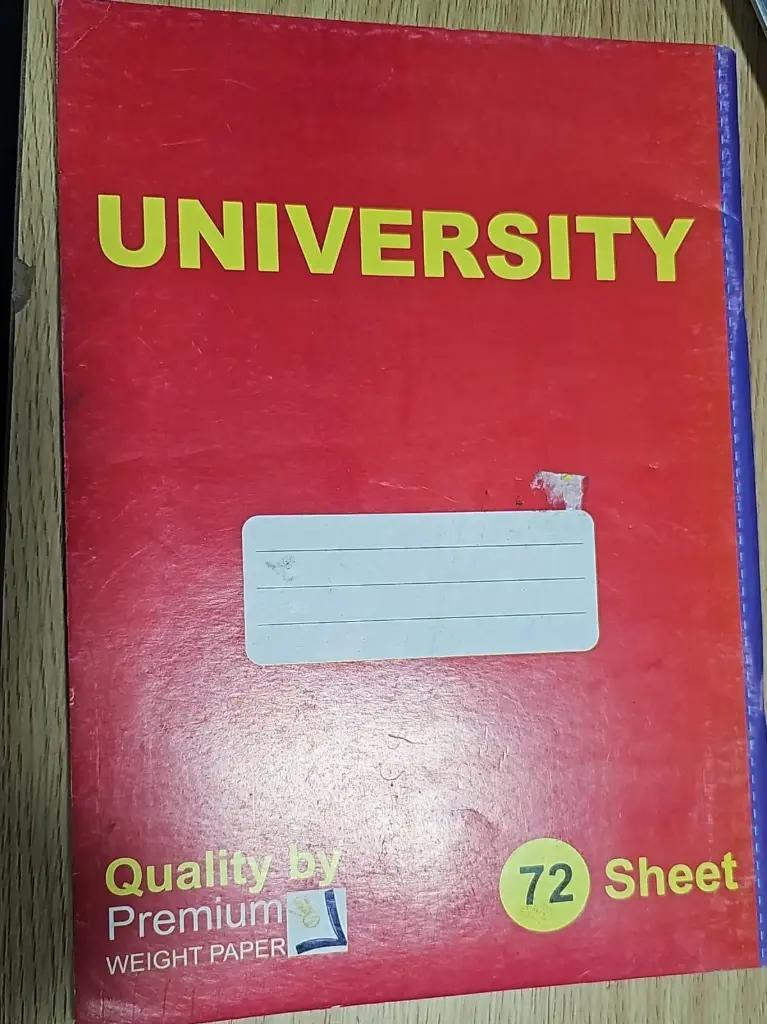 UNIVERSITY
Quality by
Premium
WEIGHT PAPER
72 Sheet